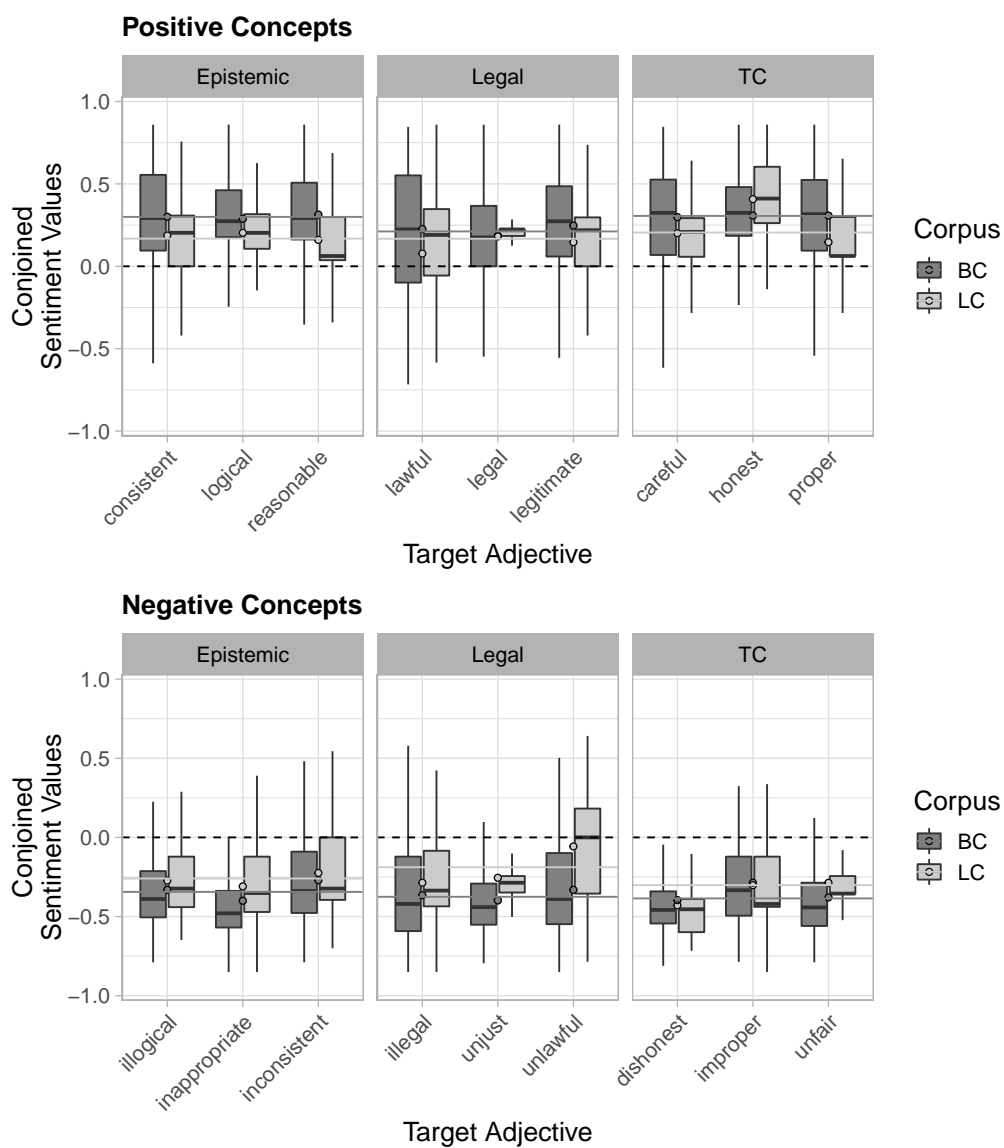 Positive Concepts
Epistemic Legal TC
1.0
0.5
0.0
−0.5
−1.0
Conjoined
Sentiment Values
consistent logical reasonable lawful legal legitimate careful honest proper
Target Adjective
Corpus
BC
LC
Negative Concepts
Epistemic Legal TC
1.0
0.5
0.0
−0.5
−1.0
Conjoined
Sentiment Values
illogical inappropriate inconsistent illegal unjust unlawful dishonest improper unfair
Target Adjective
Corpus
BC
LC